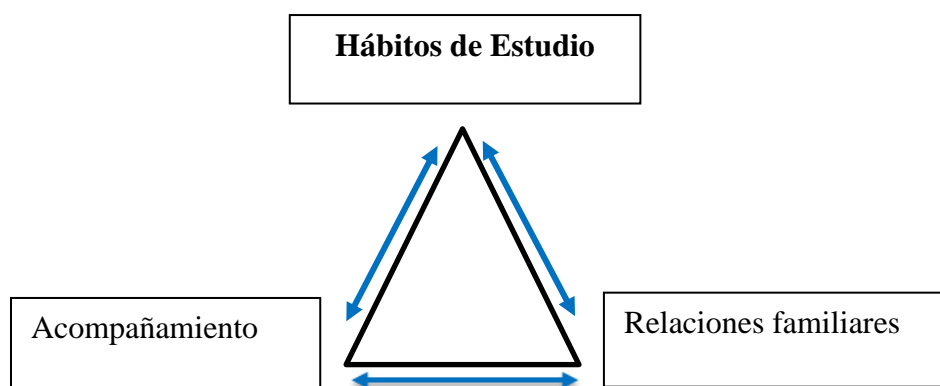 Hábitos de Estudio
Acompañamiento
Relaciones familiares